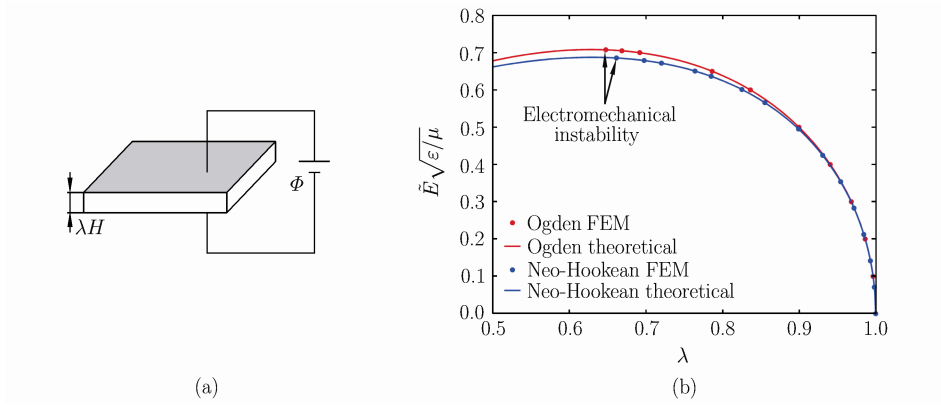 λH
Φ
(a)
0.8
0.7
0.6
0.5
0.4
0.3
0.2
0.1
0.0
Ẽ√ε/μ
Electromechanical
instability
Ogden FEM
Ogden theoretical
Neo-Hookean FEM
Neo-Hookean theoretical
0.5 0.6 0.7 0.8 0.9 1.0
λ
(b)